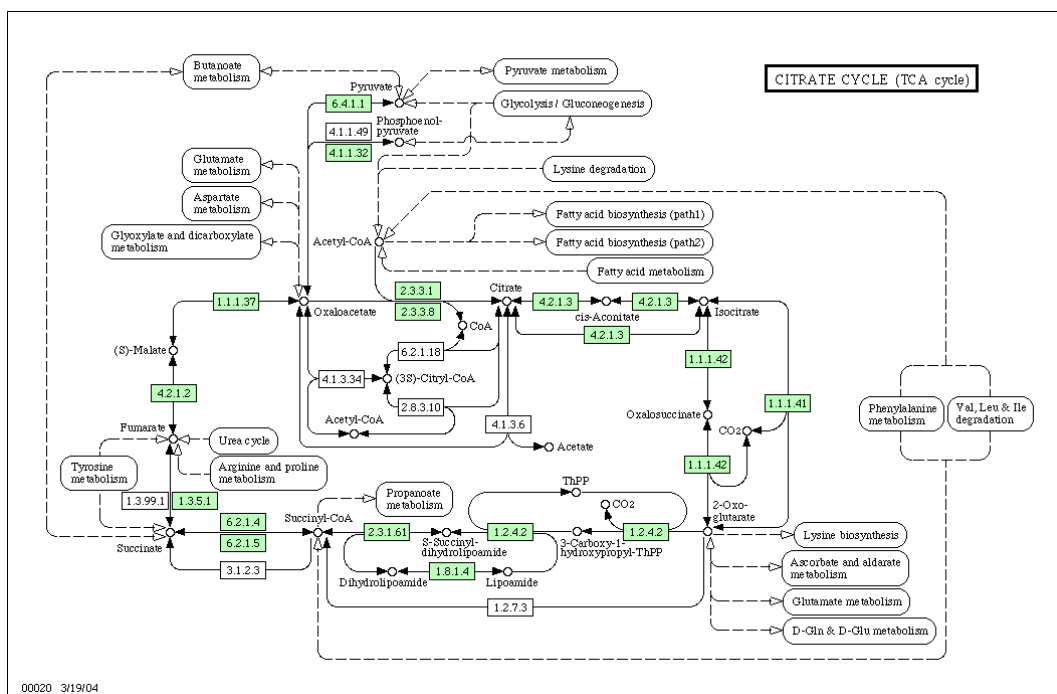 Butanoate
metabolism
Pyruvate
Pyruvate metabolism
CITRATE CYCLE (TCA cycle)
6.4.1.1
Glycolysis / Gluconeogenesis
Phosphoenol-
pyruvate
4.1.1.49
4.1.1.32
Glutamate
metabolism
Lysine degradation
Aspartate
metabolism
Fatty acid biosynthesis (path1)
Glyoxylate and dicarboxylate
metabolism
Acetyl-CoA
Fatty acid biosynthesis (path2)
Fatty acid metabolism
1.1.1.37
Oxaloacetate
2.3.3.1
2.3.3.8
Citrate
4.2.1.3
4.2.1.3
cis-Aconitate
Isocitrate
4.2.1.3
CoA
(S)-Malate
6.2.1.18
1.1.1.42
4.1.3.34
(3S)-Citryl-CoA
4.2.1.2
2.8.3.10
Oxalosuccinate
1.1.1.41
Phenylalanine
metabolism
Val, Leu & Ile
degradation
Acetyl-CoA
4.1.3.6
CO2
Fumarate
Urea cycle
Acetate
Tyrosine
metabolism
Arginine and proline
metabolism
1.1.1.42
1.3.99.1
1.3.5.1
Propanoate
metabolism
ThPP
CO2
2-Oxo-
glutarate
6.2.1.4
Succinyl-CoA
Succinate
6.2.1.5
2.3.1.61
S-Succinyl-
dihydrolipoamide
1.2.4.2
3-Carboxy-1-
hydroxypropyl-ThPP
1.2.4.2
Lysine biosynthesis
3.1.2.3
Dihydrolipoamide
1.8.1.4
Lipoamide
Ascorbate and aldarate
metabolism
1.2.7.3
Glutamate metabolism
D-Gln & D-Glu metabolism
00020 3/19/04